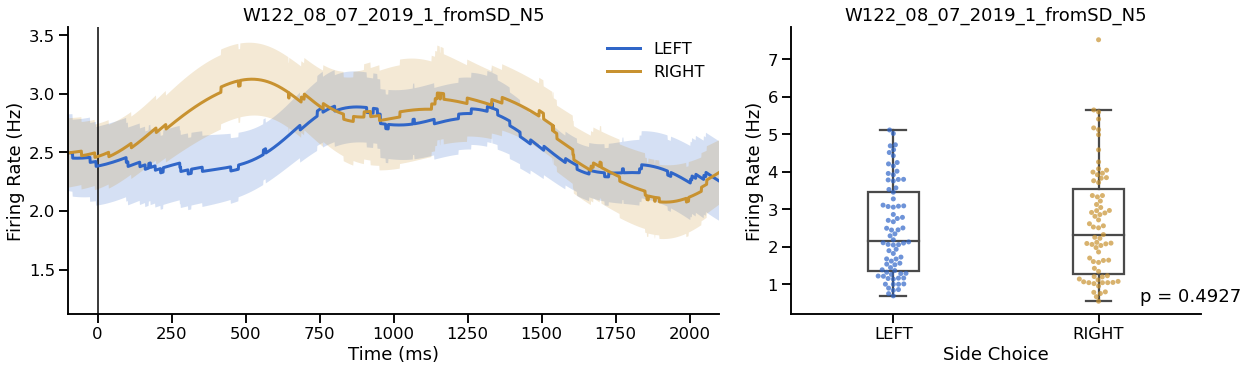 W122_08_07_2019_1_fromSD_N5
Firing Rate (Hz)
3.5
3.0
2.5
2.0
1.5
LEFT
RIGHT
0
250
500
750
1000
1250
1500
1750
2000
Time (ms)
W122_08_07_2019_1_fromSD_N5
Firing Rate (Hz)
7
6
5
4
3
2
1
p = 0.4927
LEFT
RIGHT
Side Choice